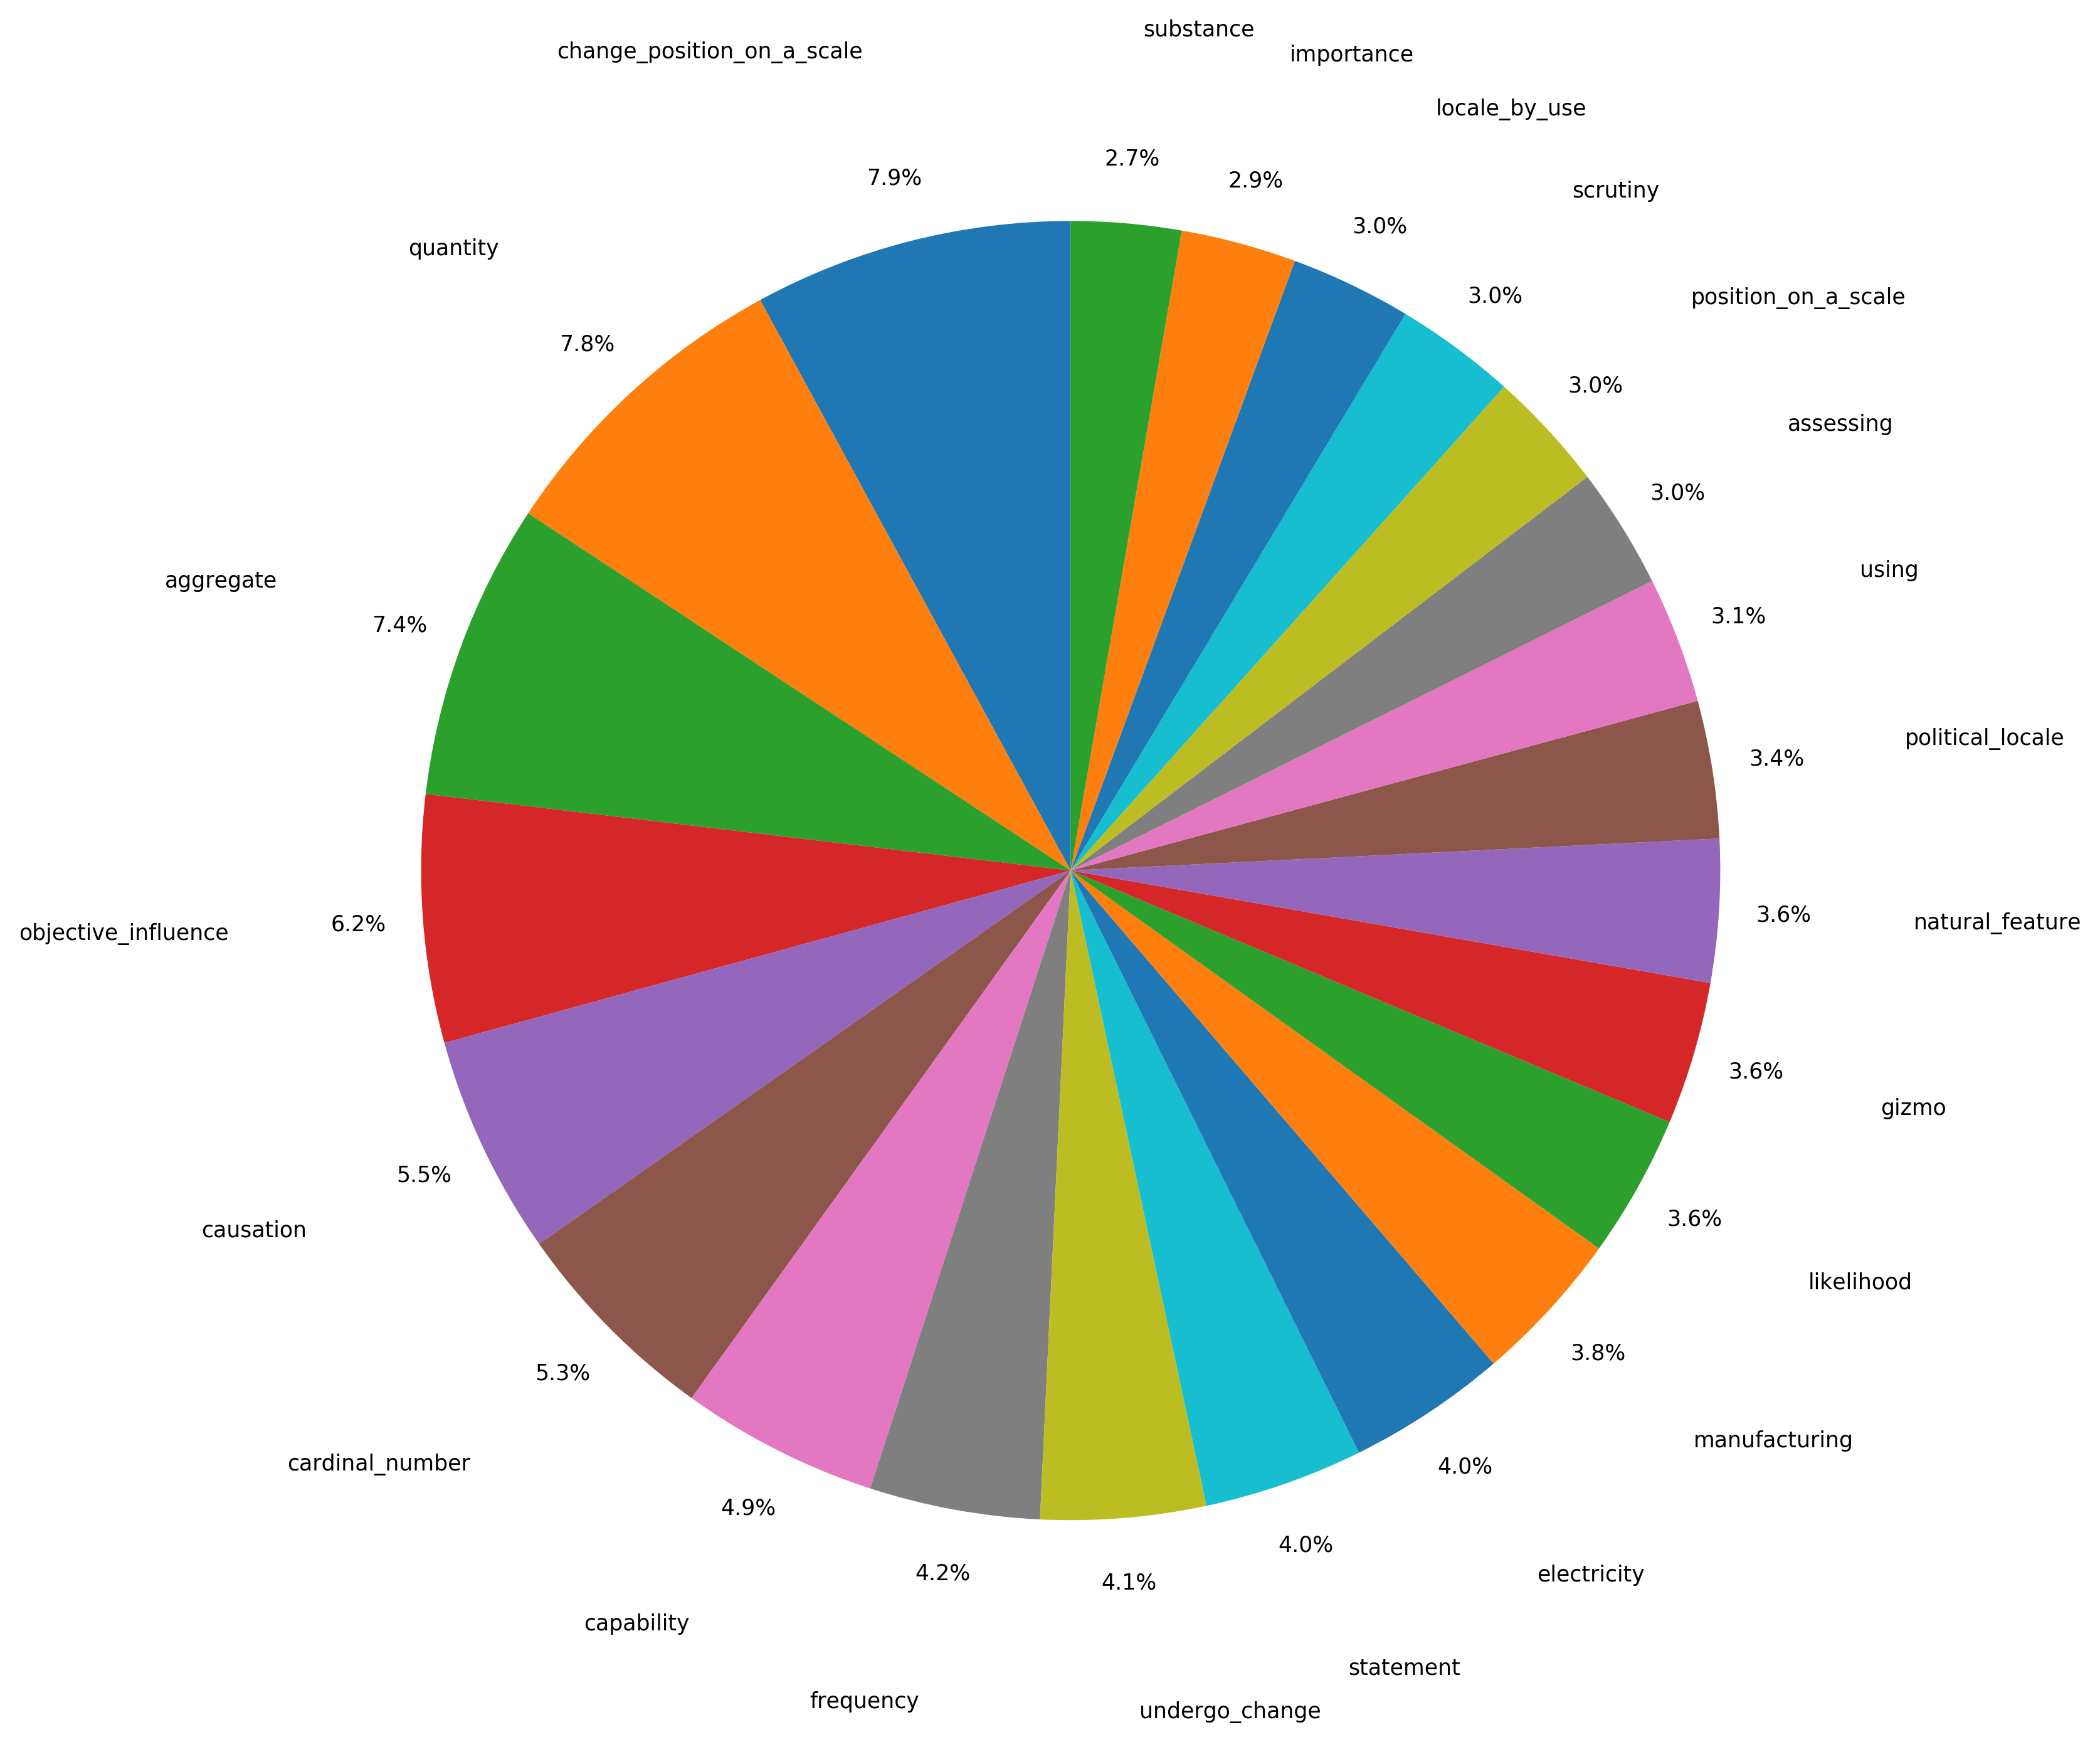 substance
change_position_on_a_scale
importance
locale_by_use
2.7%
7.9%
2.9%
scrutiny
3.0%
quantity
3.0%
position_on_a_scale
7.8%
3.0%
assessing
3.0%
using
aggregate
3.1%
7.4%
political_locale
3.4%
3.6%
natural_feature
6.2%
objective_influence
3.6%
gizmo
5.5%
3.6%
causation
likelihood
3.8%
5.3%
manufacturing
cardinal_number
4.0%
4.9%
4.0%
4.2%
electricity
4.1%
capability
statement
frequency
undergo_change